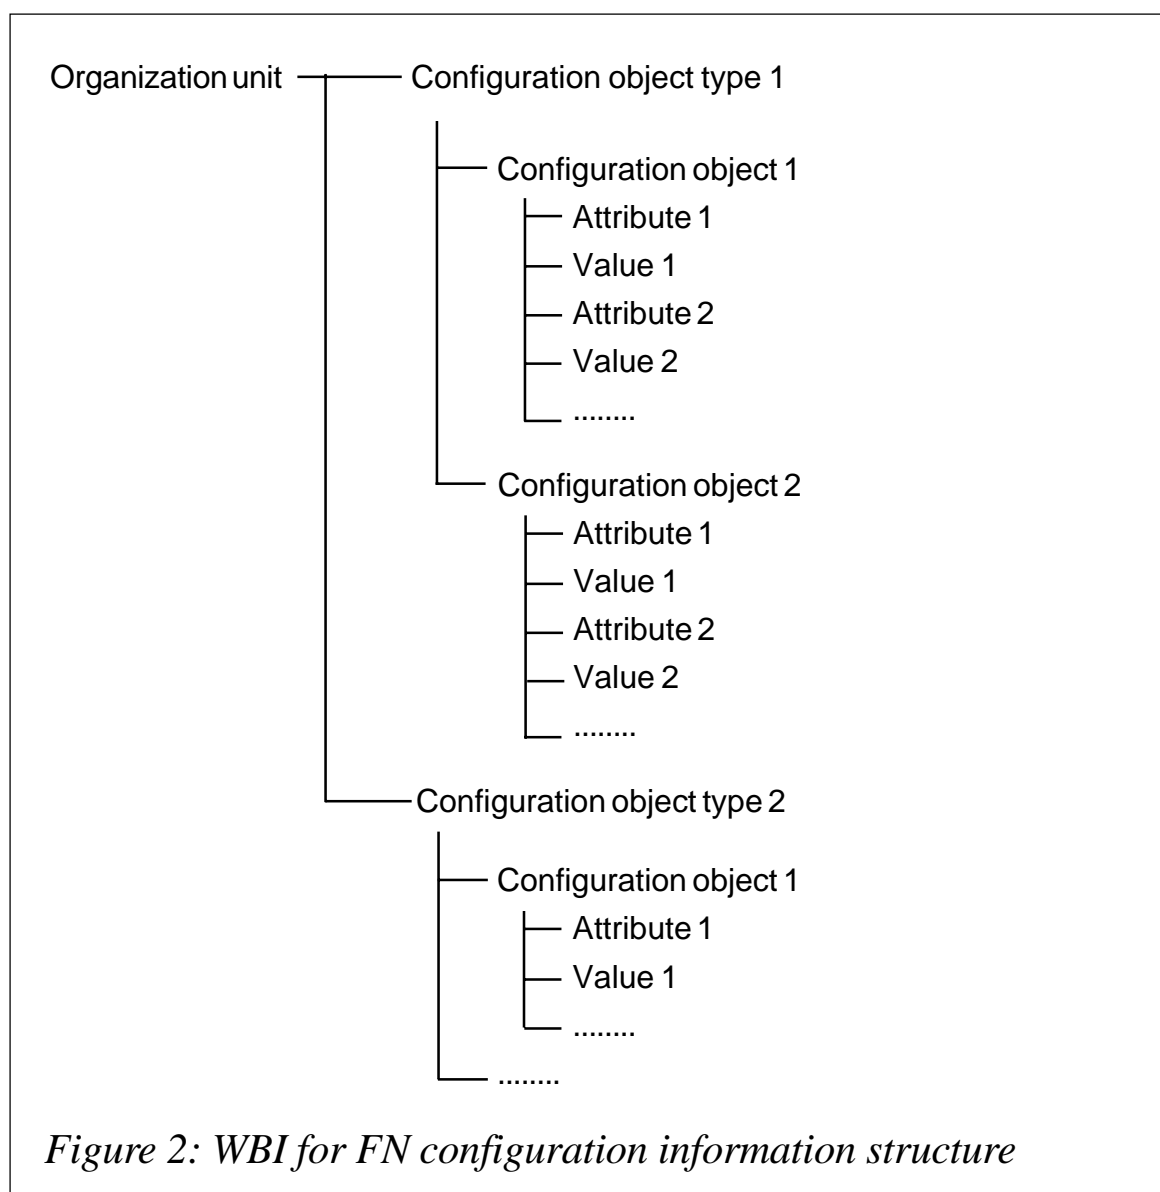 Organization unit Configuration object type 1
Configuration object 1
Attribute 1
Value 1
Attribute 2
Value 2
........
Configuration object 2
Attribute 1
Value 1
Attribute 2
Value 2
........
Configuration object type 2
Configuration object 1
Attribute 1
Value 1
........
........
Figure 2: WBI for FN configuration information structure